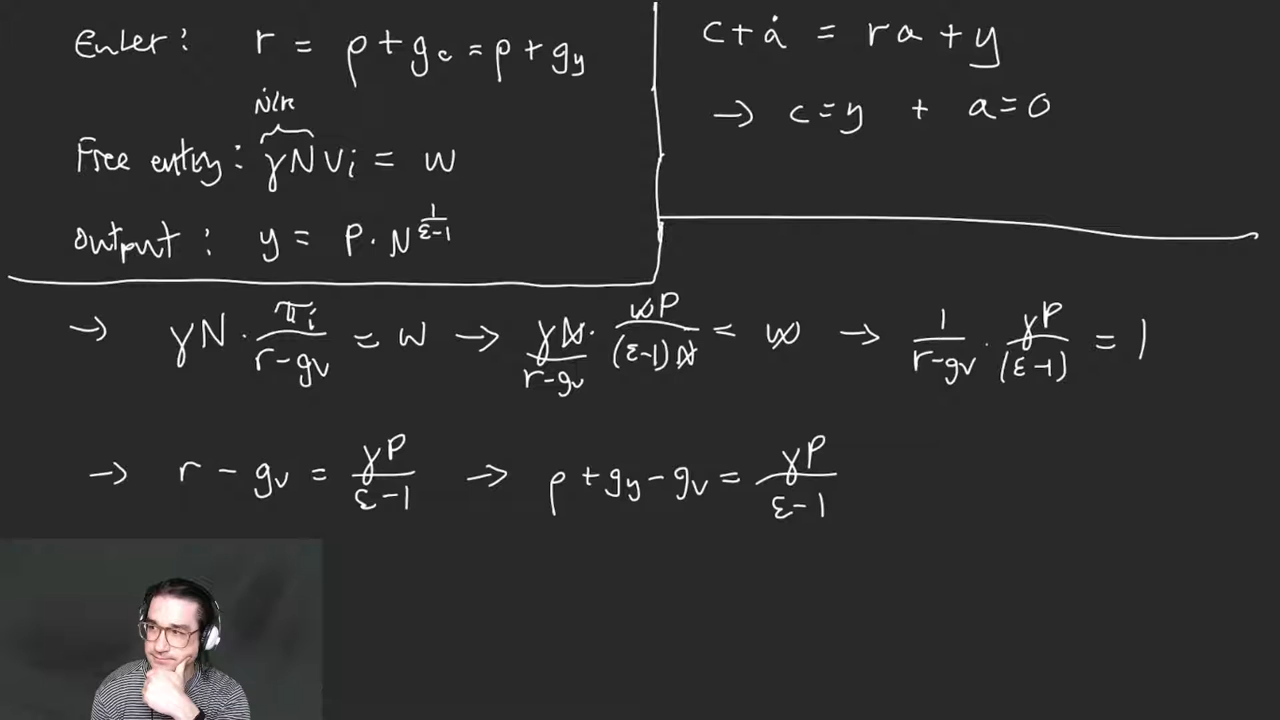 Euler: r = ρ + g_c = ρ + g_y
Ṅ/R
Free entry: γN v_i = w
Output: y = P · N^{1/(ε-1)}
c + ȧ = ra + y
→ c = y + a = 0
→ γN · π_i/(r - g_v) = w → γN/(r - g_v) · wP/((ε-1)N) = w → 1/(r - g_v) · γP/(ε-1) = 1
→ r - g_v = γP/(ε-1) → ρ + g_y - g_v = γP/(ε-1)